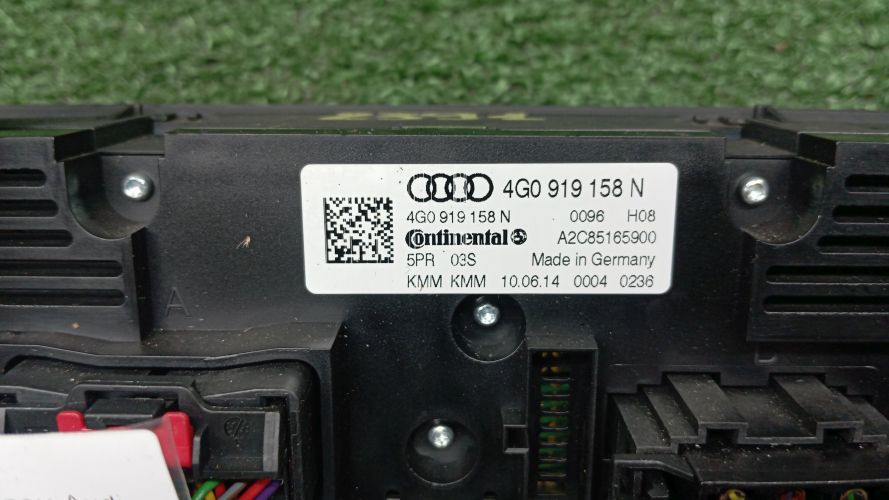 4G0 919 158 N
4G0 919 158 N 0096 H08
Continental A2C85165900
5PR 03S Made in Germany
KMM KMM 10.06.14 0004 0236
A